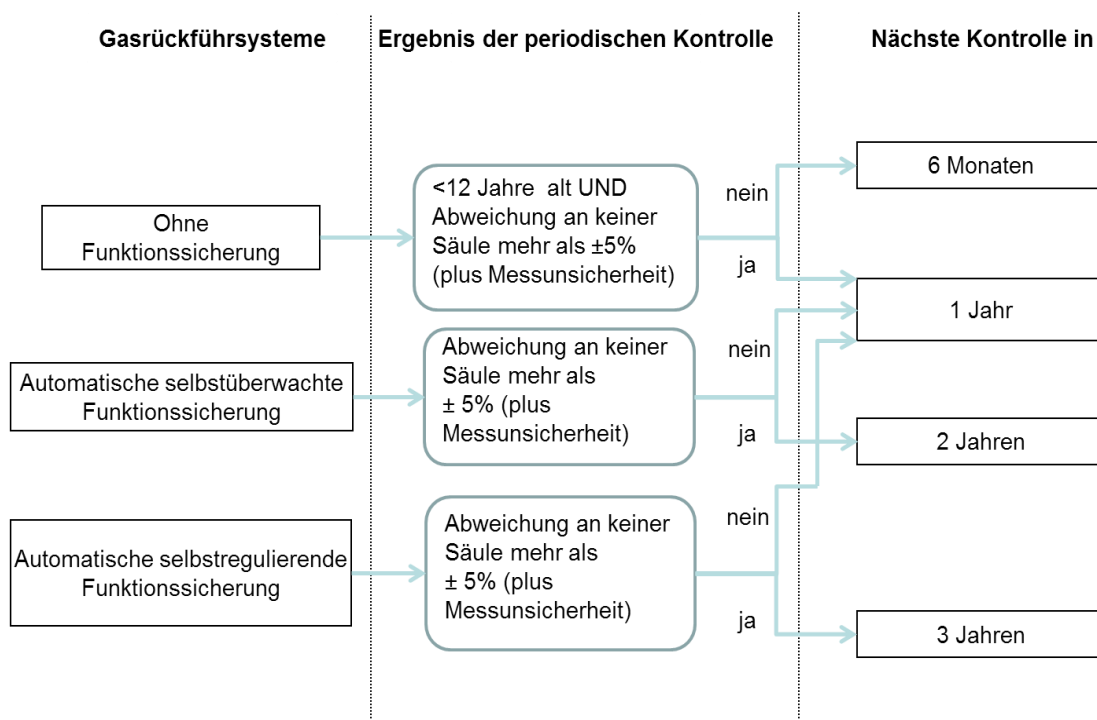 Gasrückführsysteme
Ergebnis der periodischen Kontrolle
Nächste Kontrolle in
Ohne
Funktionssicherung
<12 Jahre alt UND
Abweichung an keiner
Säule mehr als ±5%
(plus Messunsicherheit)
nein
ja
6 Monaten
1 Jahr
Automatische selbstüberwachte
Funktionssicherung
Abweichung an keiner
Säule mehr als
± 5% (plus
Messunsicherheit)
nein
ja
2 Jahren
Automatische selbstregulierende
Funktionssicherung
Abweichung an keiner
Säule mehr als
± 5% (plus
Messunsicherheit)
nein
ja
3 Jahren